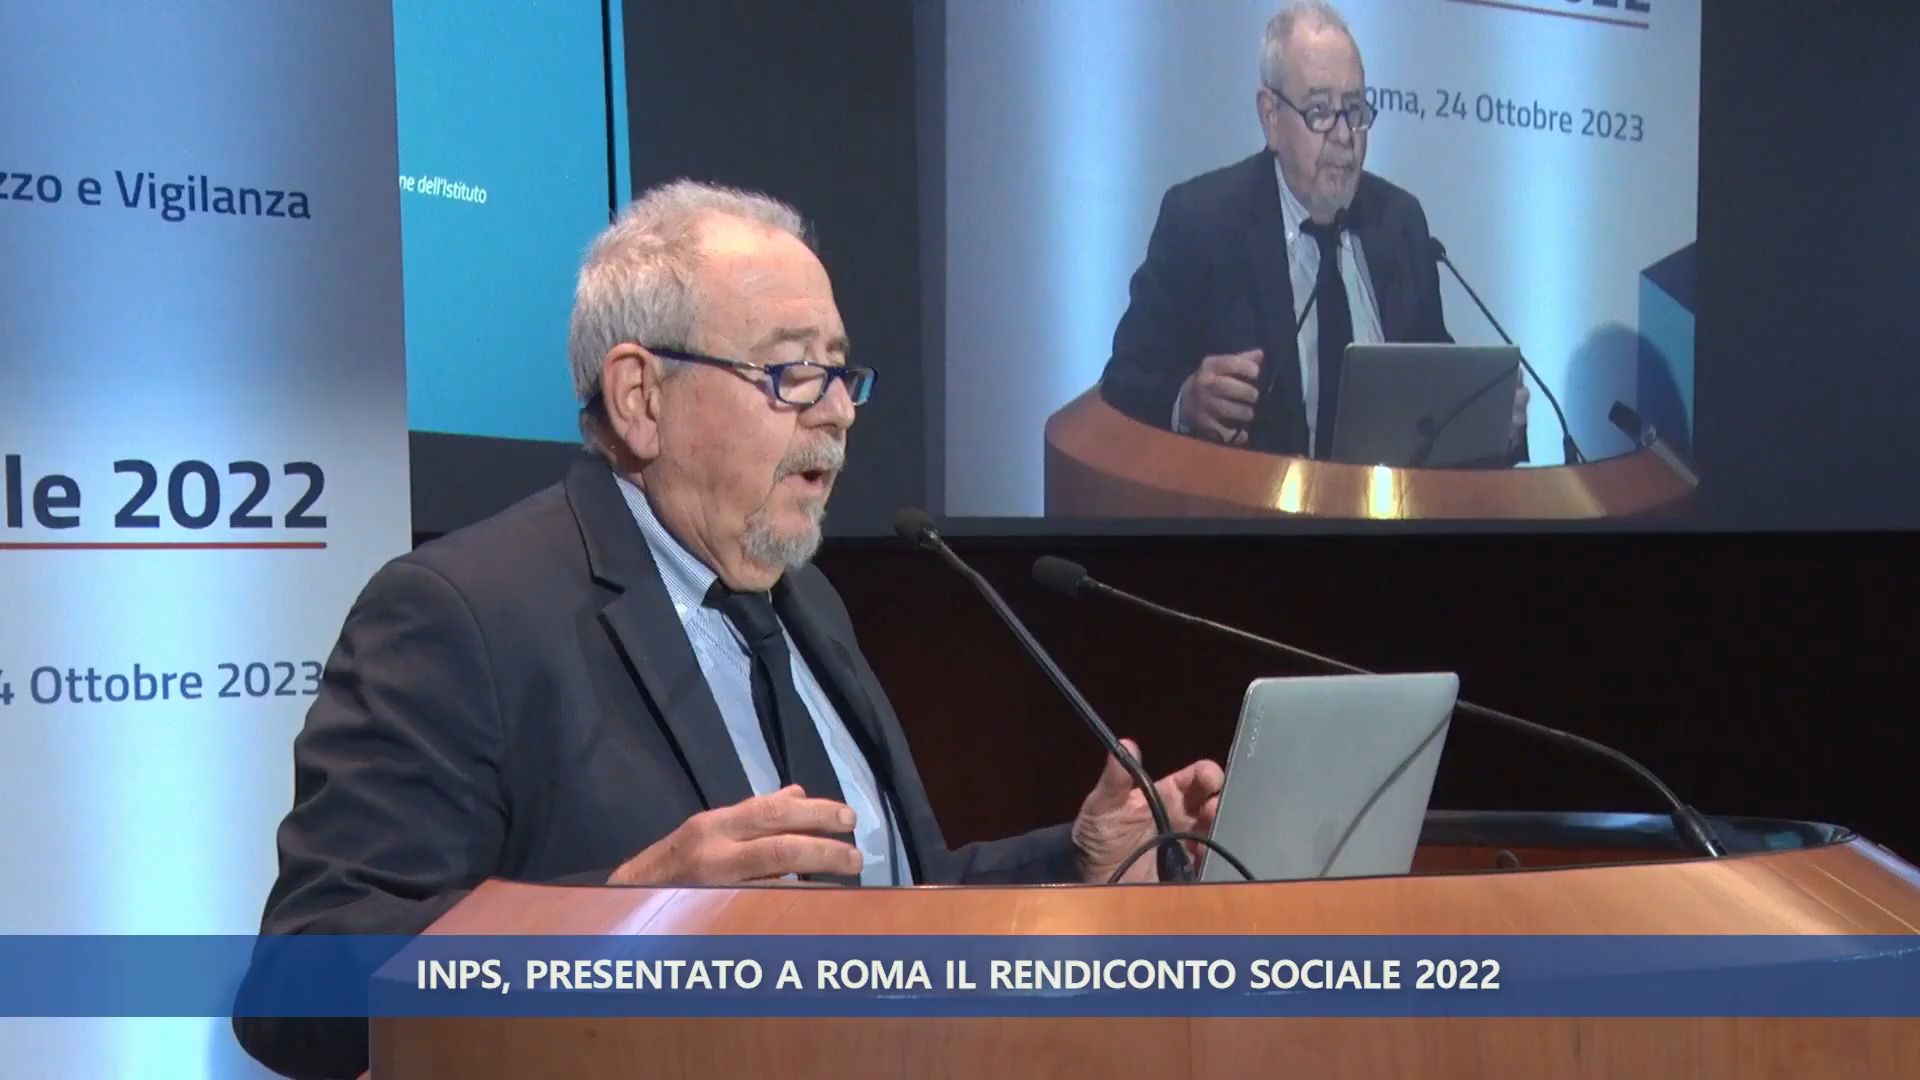 zzo e Vigilanza
ne dell'Istituto
le 2022
4 Ottobre 2023
oma, 24 Ottobre 2023
INPS, PRESENTATO A ROMA IL RENDICONTO SOCIALE 2022